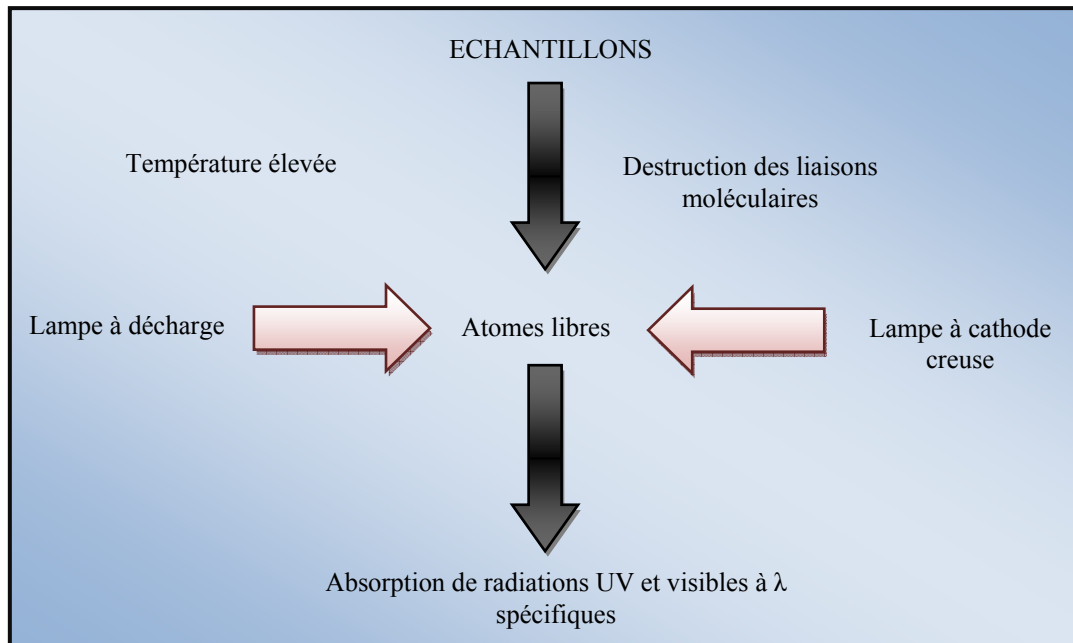 ECHANTILLONS
Température élevée
Destruction des liaisons
moléculaires
Lampe à décharge
Atomes libres
Lampe à cathode
creuse
Absorption de radiations UV et visibles à λ
spécifiques